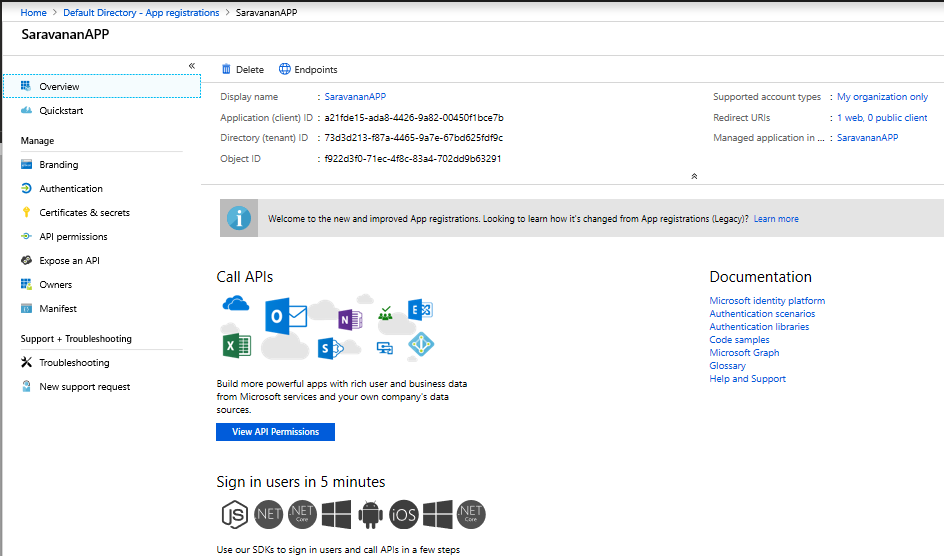 Home > Default Directory - App registrations > SaravananAPP
SaravananAPP
«
Overview
Quickstart
Manage
Branding
Authentication
Certificates & secrets
API permissions
Expose an API
Owners
Manifest
Support + Troubleshooting
Troubleshooting
New support request
Delete Endpoints
Display name : SaravananAPP
Application (client) ID : a21fde15-ada8-4426-9a82-00450f1bce7b
Directory (tenant) ID : 73d3d213-f87a-4465-9a7e-67bd625fdf9c
Object ID : f922d3f0-71ec-4f8c-83a4-702dd9b63291
Supported account types : My organization only
Redirect URIs : 1 web, 0 public client
Managed application in ... : SaravananAPP
i
Welcome to the new and improved App registrations. Looking to learn how it's changed from App registrations (Legacy)? Learn more
Call APIs
O
N
E
X
S
Build more powerful apps with rich user and business data
from Microsoft services and your own company's data
sources.
View API Permissions
Documentation
Microsoft identity platform
Authentication scenarios
Authentication libraries
Code samples
Microsoft Graph
Glossary
Help and Support
Sign in users in 5 minutes
JS
.NET
.NET
Core
iOS
.NET
Core
Use our SDKs to sign in users and call APIs in a few steps